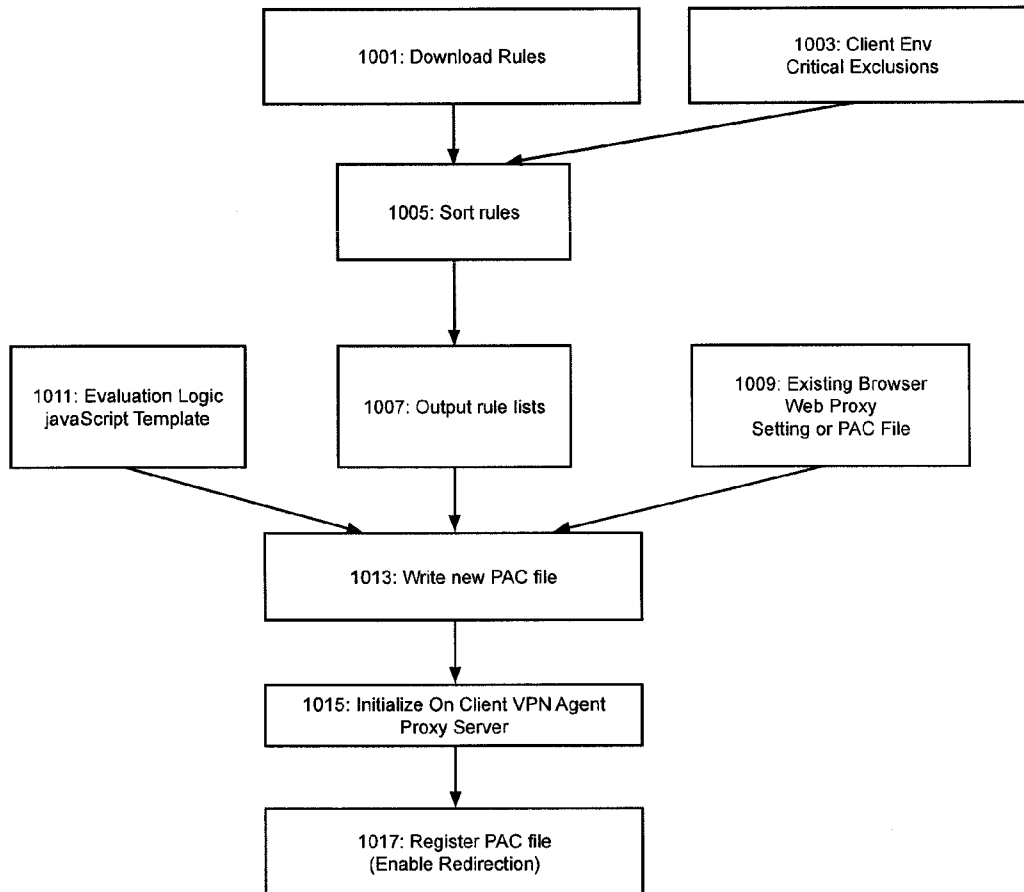 1001: Download Rules
1003: Client Env
Critical Exclusions
1005: Sort rules
1011: Evaluation Logic
javaScript Template
1007: Output rule lists
1009: Existing Browser
Web Proxy
Setting or PAC File
1013: Write new PAC file
1015: Initialize On Client VPN Agent
Proxy Server
1017: Register PAC file
(Enable Redirection)